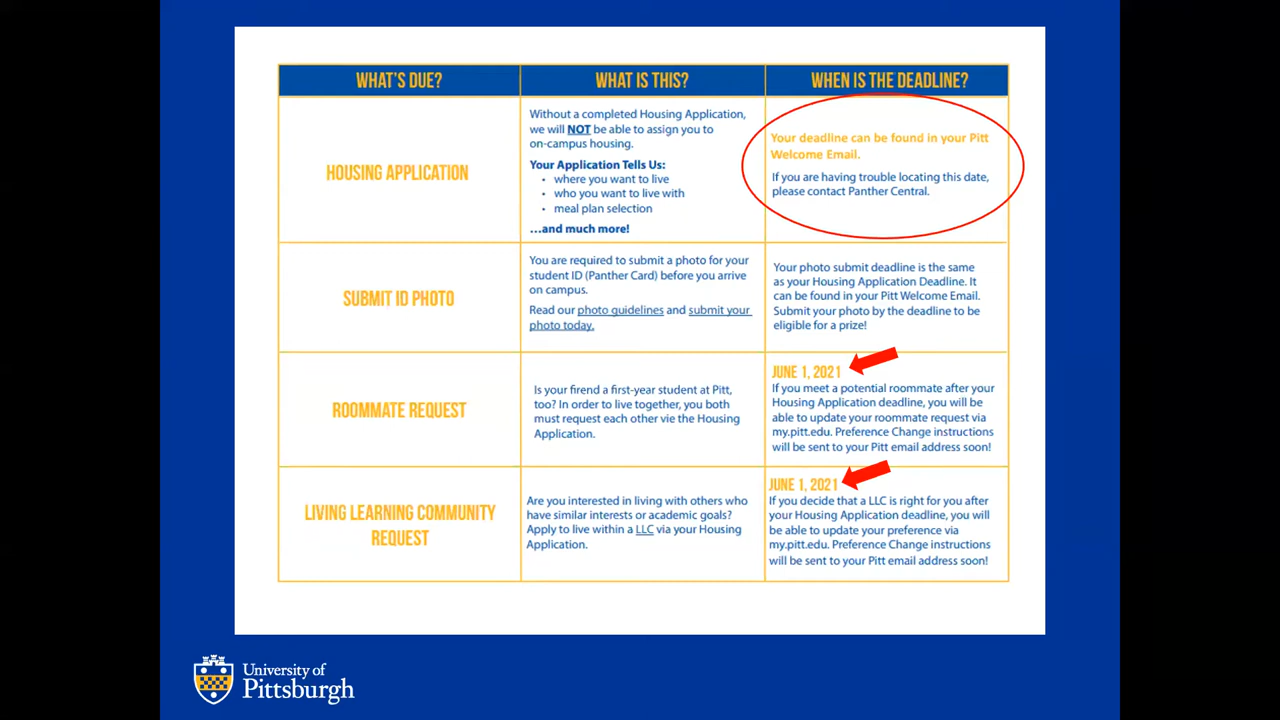 WHAT'S DUE?
WHAT IS THIS?
WHEN IS THE DEADLINE?
HOUSING APPLICATION
Without a completed Housing Application,
we will NOT be able to assign you to
on-campus housing.
Your Application Tells Us:
• where you want to live
• who you want to live with
• meal plan selection
...and much more!
Your deadline can be found in your Pitt
Welcome Email.
If you are having trouble locating this date,
please contact Panther Central.
SUBMIT ID PHOTO
You are required to submit a photo for your
student ID (Panther Card) before you arrive
on campus.
Read our photo guidelines and submit your
photo today.
Your photo submit deadline is the same
as your Housing Application Deadline. It
can be found in your Pitt Welcome Email.
Submit your photo by the deadline to be
eligible for a prize!
ROOMMATE REQUEST
Is your firend a first-year student at Pitt,
too? In order to live together, you both
must request each other vie the Housing
Application.
JUNE 1, 2021
If you meet a potential roommate after your
Housing Application deadline, you will be
able to update your roommate request via
my.pitt.edu. Preference Change instructions
will be sent to your Pitt email address soon!
LIVING LEARNING COMMUNITY
REQUEST
Are you interested in living with others who
have similar interests or academic goals?
Apply to live within a LLC via your Housing
Application.
JUNE 1, 2021
If you decide that a LLC is right for you after
your Housing Application deadline, you will
be able to update your preference via
my.pitt.edu. Preference Change instructions
will be sent to your Pitt email address soon!
University of
Pittsburgh